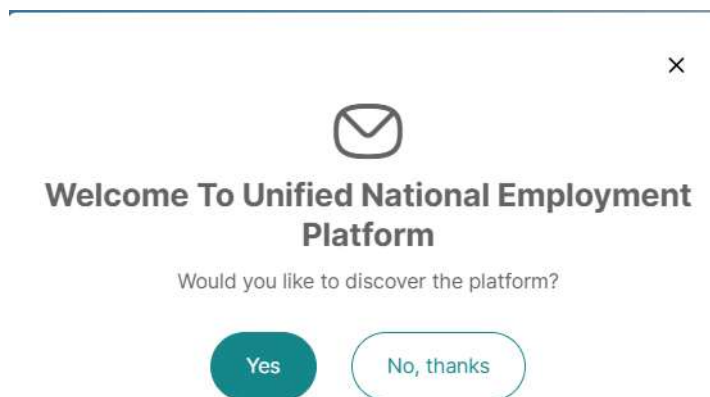 Welcome To Unified National Employment
Platform
Would you like to discover the platform?
Yes
No, thanks